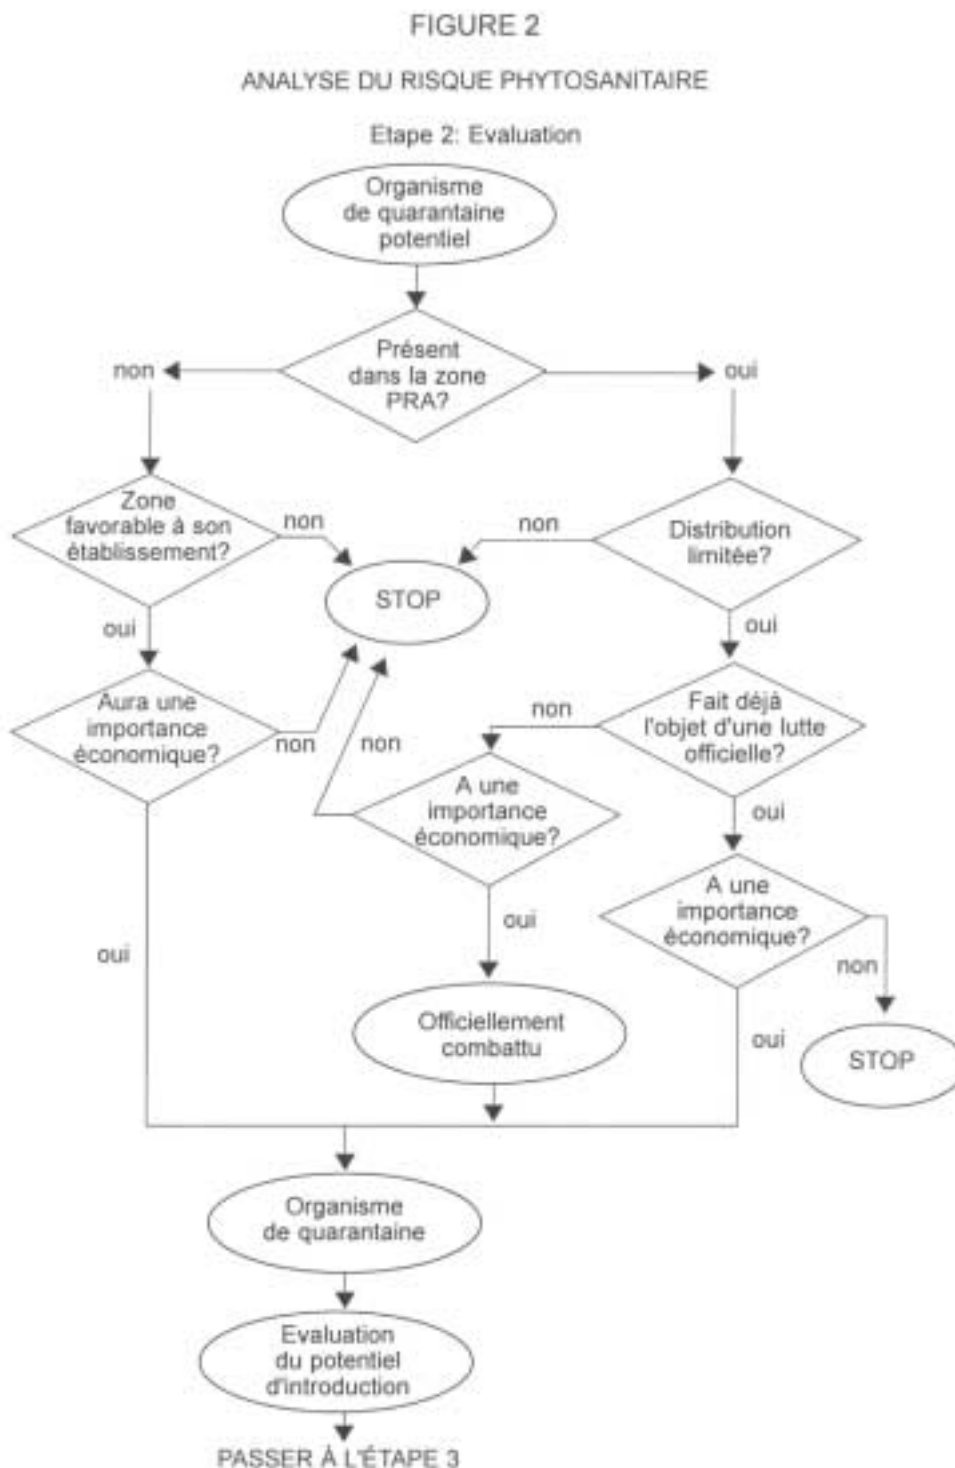 FIGURE 2
ANALYSE DU RISQUE PHYTOSANITAIRE
Etape 2: Evaluation
Organisme
de quarantaine
potentiel
Présent
dans la zone
PRA?
non
oui
Zone
favorable à son
établissement?
non
non
Distribution
limitée?
STOP
oui
oui
Aura une
importance
économique?
non
non
non
Fait déjà
l'objet d'une lutte
officielle?
A une
importance
économique?
oui
A une
importance
économique?
oui
oui
non
Officiellement
combattu
oui
STOP
Organisme
de quarantaine
Evaluation
du potentiel
d'introduction
PASSER À L'ÉTAPE 3